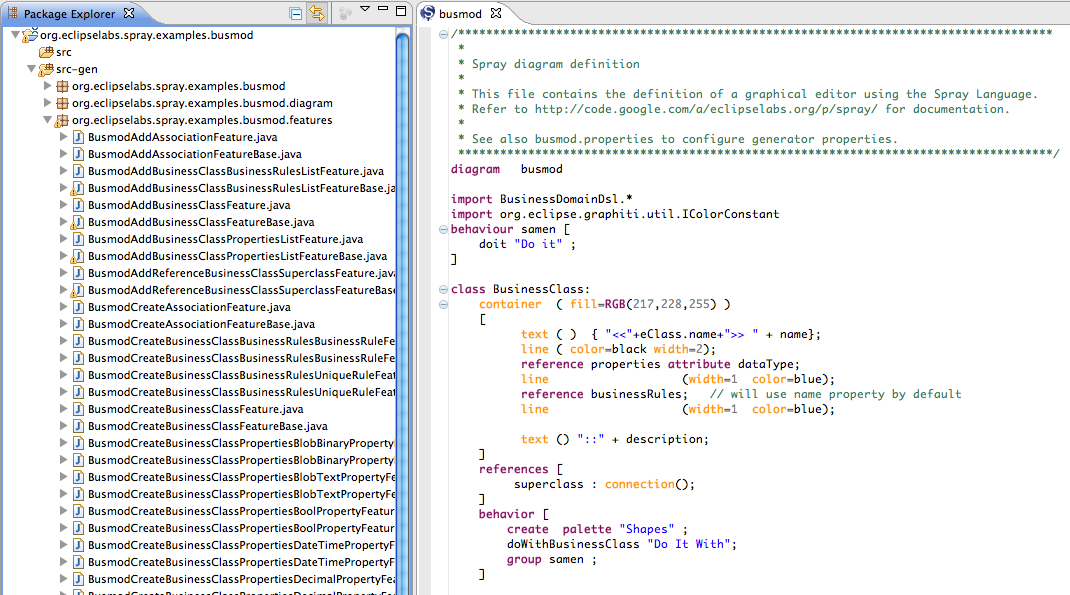 Package Explorer
org.eclipselabs.spray.examples.busmod
src
src-gen
org.eclipselabs.spray.examples.busmod
org.eclipselabs.spray.examples.busmod.diagram
org.eclipselabs.spray.examples.busmod.features
BusmodAddAssociationFeature.java
BusmodAddAssociationFeatureBase.java
BusmodAddBusinessClassBusinessRulesListFeature.java
BusmodAddBusinessClassBusinessRulesListFeatureBase.ja
BusmodAddBusinessClassFeature.java
BusmodAddBusinessClassFeatureBase.java
BusmodAddBusinessClassPropertiesListFeature.java
BusmodAddBusinessClassPropertiesListFeatureBase.java
BusmodAddReferenceBusinessClassSuperclassFeature.java
BusmodAddReferenceBusinessClassSuperclassFeatureBase
BusmodCreateAssociationFeature.java
BusmodCreateAssociationFeatureBase.java
BusmodCreateBusinessClassBusinessRulesBusinessRuleFe
BusmodCreateBusinessClassBusinessRulesBusinessRuleFe
BusmodCreateBusinessClassBusinessRulesUniqueRuleFeat
BusmodCreateBusinessClassBusinessRulesUniqueRuleFeat
BusmodCreateBusinessClassFeature.java
BusmodCreateBusinessClassFeatureBase.java
BusmodCreateBusinessClassPropertiesBlobBinaryProperty
BusmodCreateBusinessClassPropertiesBlobBinaryProperty
BusmodCreateBusinessClassPropertiesBlobTextPropertyFe
BusmodCreateBusinessClassPropertiesBlobTextPropertyFe
BusmodCreateBusinessClassPropertiesBoolPropertyFeatur
BusmodCreateBusinessClassPropertiesBoolPropertyFeatur
BusmodCreateBusinessClassPropertiesDateTimePropertyF
BusmodCreateBusinessClassPropertiesDateTimePropertyF
BusmodCreateBusinessClassPropertiesDecimalPropertyFea
busmod
/*************************************************************************************
*
* Spray diagram definition
*
* This file contains the definition of a graphical editor using the Spray Language.
* Refer to http://code.google.com/a/eclipselabs.org/p/spray/ for documentation.
*
* See also busmod.properties to configure generator properties.
*************************************************************************************/
diagram busmod
import BusinessDomainDsl.*
import org.eclipse.graphiti.util.IColorConstant
behaviour samen [
doit "Do it" ;
]
class BusinessClass:
container ( fill=RGB(217,228,255) )
[
text ( ) { "<<"+eClass.name+">> " + name};
line ( color=black width=2);
reference properties attribute dataType;
line (width=1 color=blue);
reference businessRules; // will use name property by default
line (width=1 color=blue);
text () "::" + description;
]
references [
superclass : connection();
]
behavior [
create palette "Shapes" ;
doWithBusinessClass "Do It With";
group samen ;
]